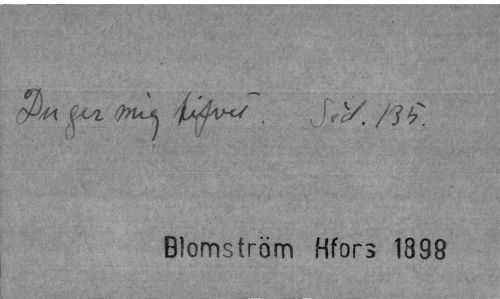 Du ger mig lifvet. Sid. 135.
Blomström Hfors 1898